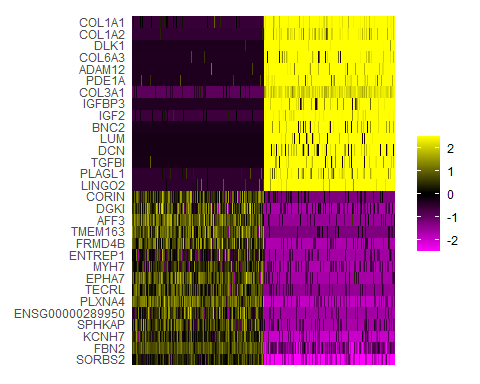 COL1A1
COL1A2
DLK1
COL6A3
ADAM12
PDE1A
COL3A1
IGFBP3
IGF2
BNC2
LUM
DCN
TGFBI
PLAGL1
LINGO2
CORIN
DGKI
AFF3
TMEM163
FRMD4B
ENTREP1
MYH7
EPHA7
TECRL
PLXNA4
ENSG00000289950
SPHKAP
KCNH7
FBN2
SORBS2
2
1
0
-1
-2